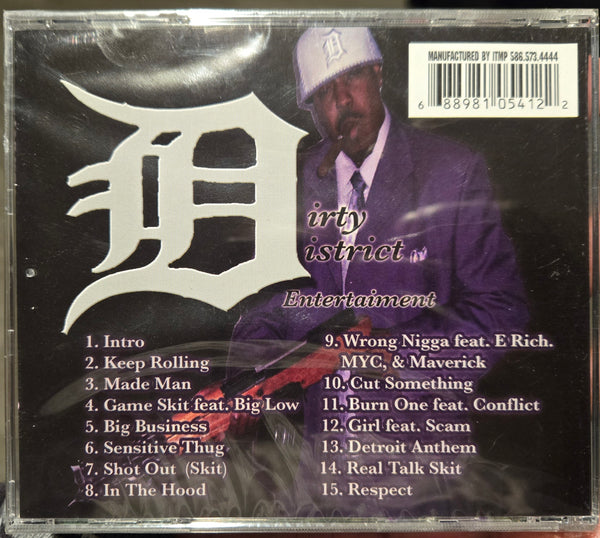 MANUFACTURED BY ITMP 586.573.4444
6 88981 05412 2
D
Dirty
District
Entertaiment
1. Intro
2. Keep Rolling
3. Made Man
4. Game Skit feat. Big Low
5. Big Business
6. Sensitive Thug
7. Shot Out (Skit)
8. In The Hood
9. Wrong Nigga feat. E Rich.
MYC, & Maverick
10. Cut Something
11. Burn One feat. Conflict
12. Girl feat. Scam
13. Detroit Anthem
14. Real Talk Skit
15. Respect